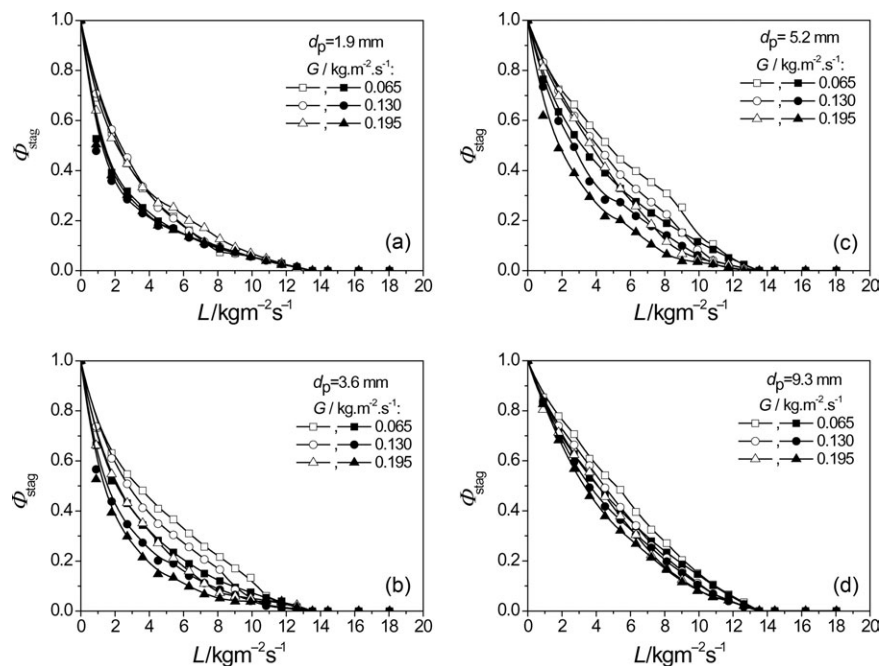 1.0
0.8
0.6
0.4
0.2
0.0
Φstag
dp=1.9 mm
G / kg.m-2.s-1:
, 0.065
, 0.130
, 0.195
(a)
0 2 4 6 8 10 12 14 16 18 20
L/kgm−2s−1
1.0
0.8
0.6
0.4
0.2
0.0
Φstag
dp= 5.2 mm
G / kg.m-2.s-1:
, 0.065
, 0.130
, 0.195
(c)
0 2 4 6 8 10 12 14 16 18 20
L/kgm−2s−1
1.0
0.8
0.6
0.4
0.2
0.0
Φstag
dp=3.6 mm
G / kg.m-2.s-1:
, 0.065
, 0.130
, 0.195
(b)
0 2 4 6 8 10 12 14 16 18 20
L/kgm−2s−1
1.0
0.8
0.6
0.4
0.2
0.0
Φstag
dp=9.3 mm
G / kg.m-2.s-1:
, 0.065
, 0.130
, 0.195
(d)
0 2 4 6 8 10 12 14 16 18 20
L/kgm−2s−1